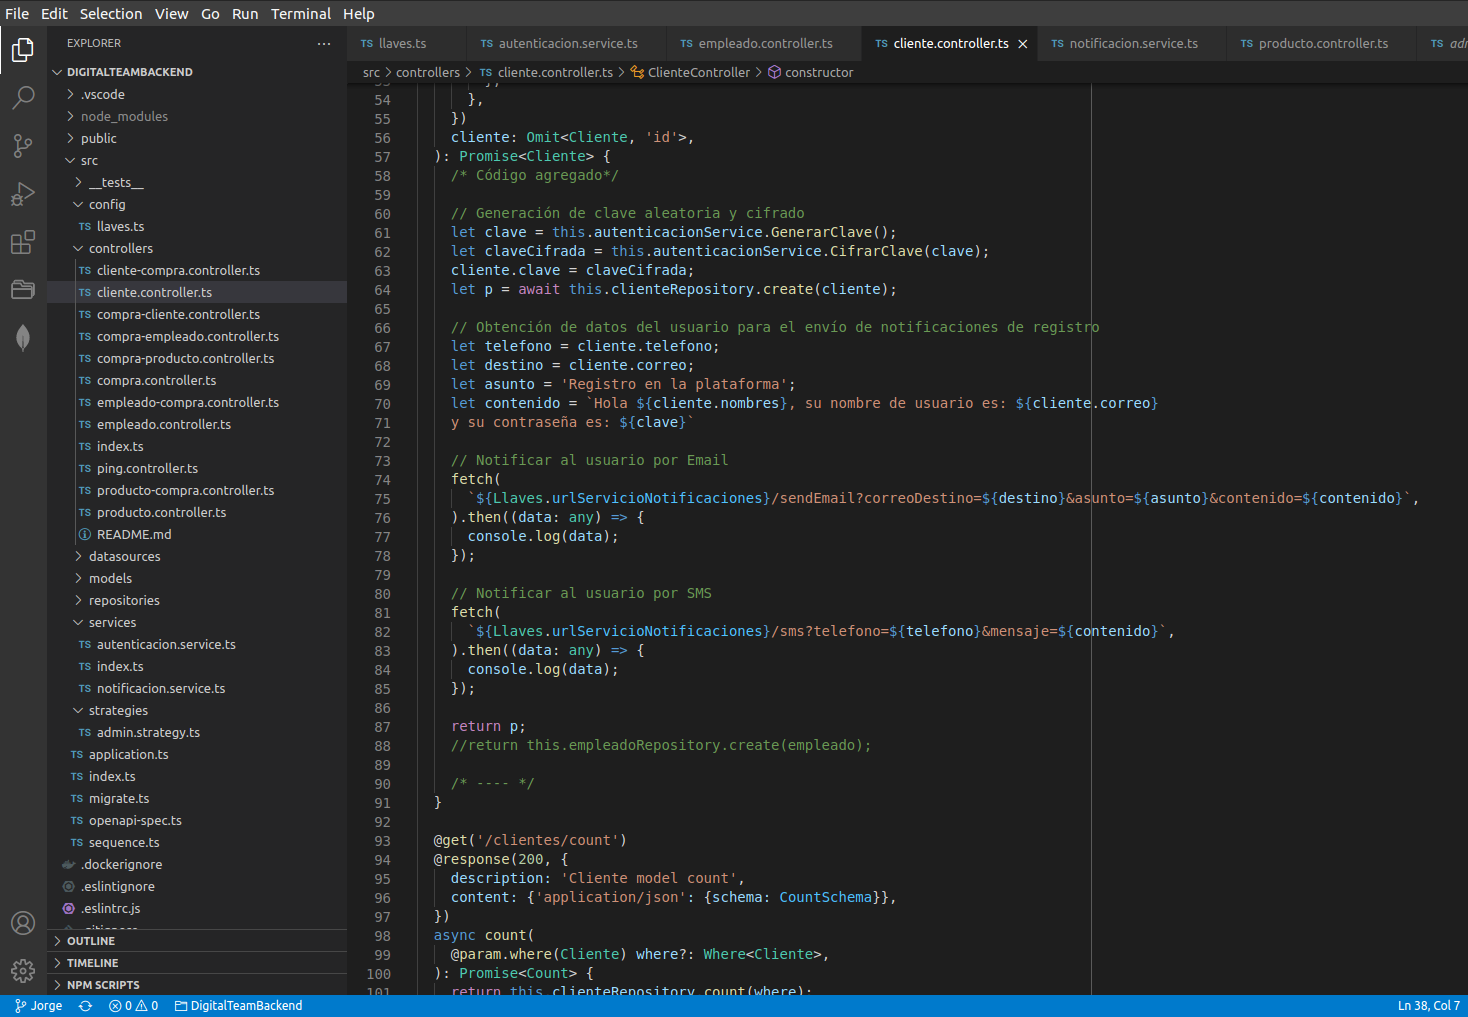 File Edit Selection View Go Run Terminal Help
EXPLORER ···
DIGITALTEAMBACKEND
.vscode
node_modules
public
src
__tests__
config
TS llaves.ts
controllers
TS cliente-compra.controller.ts
TS cliente.controller.ts
TS compra-cliente.controller.ts
TS compra-empleado.controller.ts
TS compra-producto.controller.ts
TS compra.controller.ts
TS empleado-compra.controller.ts
TS empleado.controller.ts
TS index.ts
TS ping.controller.ts
TS producto-compra.controller.ts
TS producto.controller.ts
README.md
datasources
models
repositories
services
TS autenticacion.service.ts
TS index.ts
TS notificacion.service.ts
strategies
TS admin.strategy.ts
TS application.ts
TS index.ts
TS migrate.ts
TS openapi-spec.ts
TS sequence.ts
.dockerignore
.eslintignore
.eslintrc.js
OUTLINE
TIMELINE
NPM SCRIPTS
TS llaves.ts TS autenticacion.service.ts TS empleado.controller.ts TS cliente.controller.ts TS notificacion.service.ts TS producto.controller.ts TS
src > controllers > TS cliente.controller.ts > ClienteController > constructor
54 },
55 })
56 cliente: Omit<Cliente, 'id'>,
57 ): Promise<Cliente> {
58 /* Código agregado*/
59
60 // Generación de clave aleatoria y cifrado
61 let clave = this.autenticacionService.GenerarClave();
62 let claveCifrada = this.autenticacionService.CifrarClave(clave);
63 cliente.clave = claveCifrada;
64 let p = await this.clienteRepository.create(cliente);
65
66 // Obtención de datos del usuario para el envío de notificaciones de registro
67 let telefono = cliente.telefono;
68 let destino = cliente.correo;
69 let asunto = 'Registro en la plataforma';
70 let contenido = `Hola ${cliente.nombres}, su nombre de usuario es: ${cliente.correo}
71 y su contraseña es: ${clave}`
72
73 // Notificar al usuario por Email
74 fetch(
75 `${Llaves.urlServicioNotificaciones}/sendEmail?correoDestino=${destino}&asunto=${asunto}&contenido=${contenido}`,
76 ).then((data: any) => {
77 console.log(data);
78 });
79
80 // Notificar al usuario por SMS
81 fetch(
82 `${Llaves.urlServicioNotificaciones}/sms?telefono=${telefono}&mensaje=${contenido}`,
83 ).then((data: any) => {
84 console.log(data);
85 });
86
87 return p;
88 //return this.empleadoRepository.create(empleado);
89
90 /* ---- */
91 }
92
93 @get('/clientes/count')
94 @response(200, {
95 description: 'Cliente model count',
96 content: {'application/json': {schema: CountSchema}},
97 })
98 async count(
99 @param.where(Cliente) where?: Where<Cliente>,
100 ): Promise<Count> {
101 return this.clienteRepository.count(where);
Jorge 0 0 DigitalTeamBackend Ln 38, Col 7